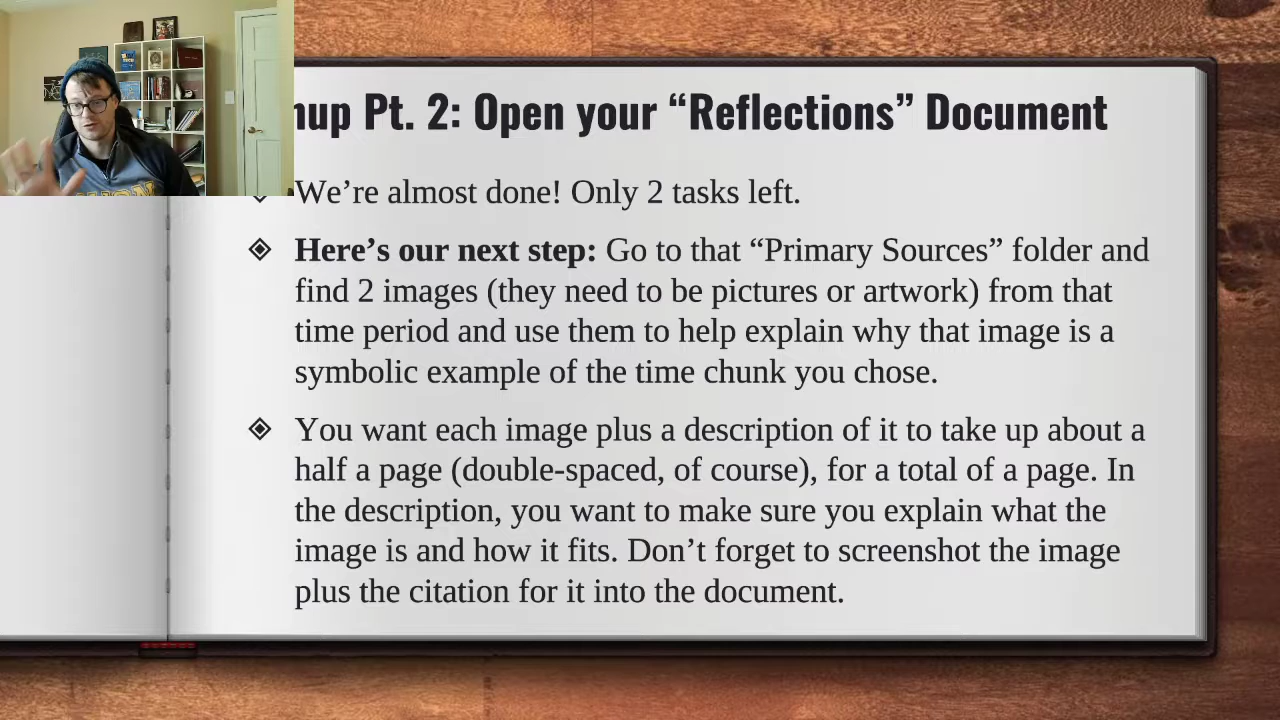 nup Pt. 2: Open your “Reflections” Document
We’re almost done! Only 2 tasks left.
Here’s our next step: Go to that “Primary Sources” folder and
find 2 images (they need to be pictures or artwork) from that
time period and use them to help explain why that image is a
symbolic example of the time chunk you chose.
You want each image plus a description of it to take up about a
half a page (double-spaced, of course), for a total of a page. In
the description, you want to make sure you explain what the
image is and how it fits. Don’t forget to screenshot the image
plus the citation for it into the document.